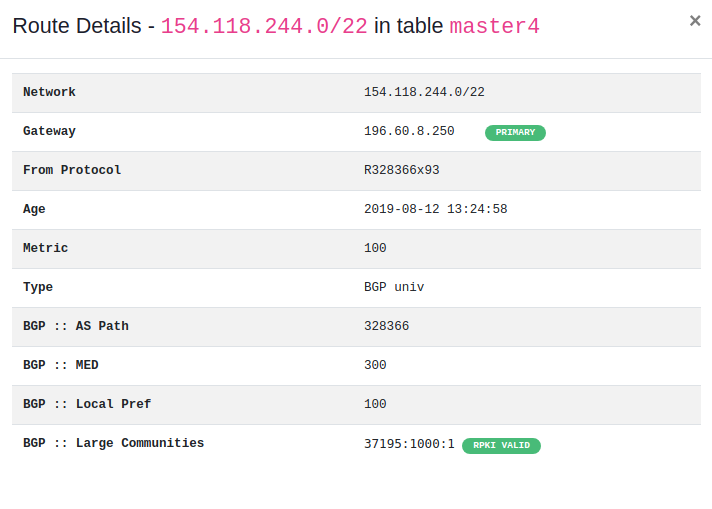 Route Details - 154.118.244.0/22 in table master4 ×
Network 154.118.244.0/22
Gateway 196.60.8.250 PRIMARY
From Protocol R328366x93
Age 2019-08-12 13:24:58
Metric 100
Type BGP univ
BGP :: AS Path 328366
BGP :: MED 300
BGP :: Local Pref 100
BGP :: Large Communities 37195:1000:1 RPKI VALID